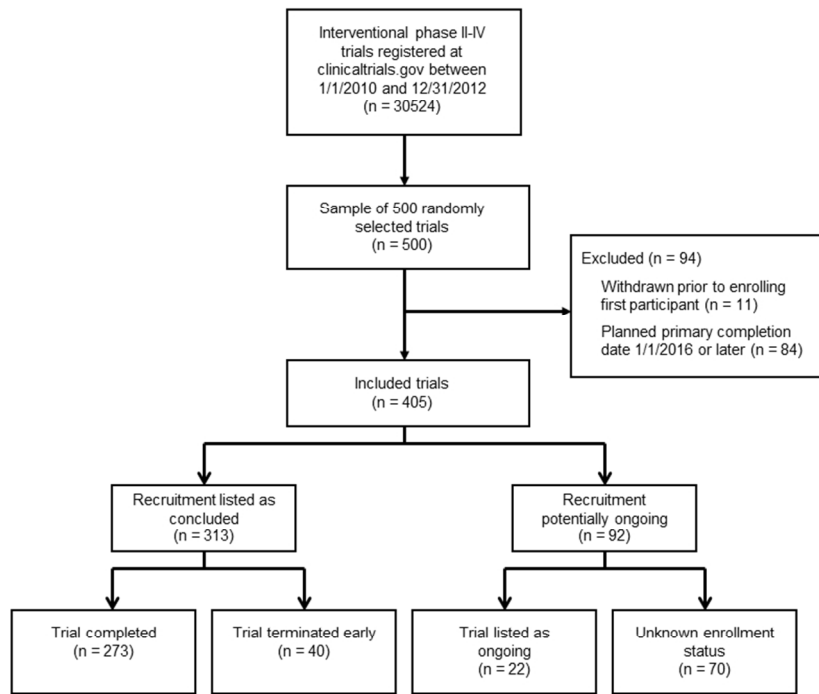 Interventional phase II-IV
trials registered at
clinicaltrials.gov between
1/1/2010 and 12/31/2012
(n = 30524)
Sample of 500 randomly
selected trials
(n = 500)
Excluded (n = 94)
Withdrawn prior to enrolling
first participant (n = 11)
Planned primary completion
date 1/1/2016 or later (n = 84)
Included trials
(n = 405)
Recruitment listed as
concluded
(n = 313)
Recruitment
potentially ongoing
(n = 92)
Trial completed
(n = 273)
Trial terminated early
(n = 40)
Trial listed as
ongoing
(n = 22)
Unknown enrollment
status
(n = 70)